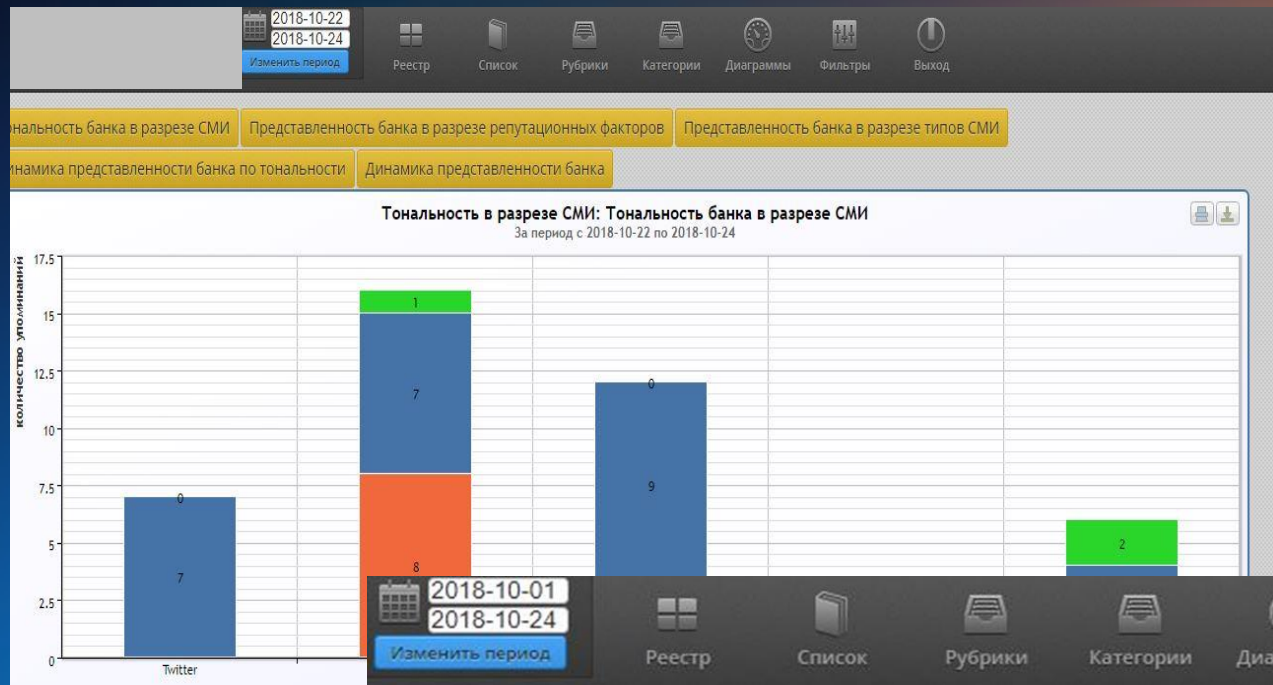 2018-10-22
2018-10-24
Изменить период
Реестр Список Рубрики Категории Диаграммы Фильтры Выход
банка в разрезе СМИ Представленность банка в разрезе репутационных факторов Представленность банка в разрезе типов СМИ
представленности банка по тональности Динамика представленности банка
Тональность в разрезе СМИ: Тональность банка в разрезе СМИ
За период с 2018-10-22 по 2018-10-24
количество упоминаний
17.5
15
12.5
10
7.5
5
2.5
0
0
7
1
7
8
0
9
2
Twitter
2018-10-01
2018-10-24
Изменить период
Реестр Список Рубрики Категории